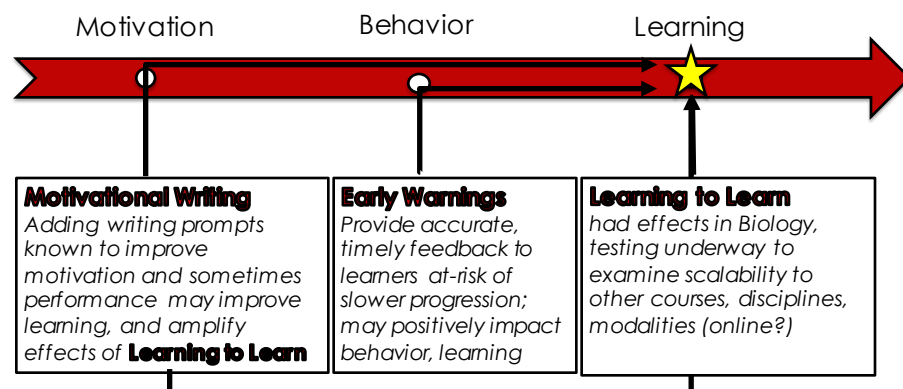 Motivation
Behavior
Learning
Motivational Writing
Adding writing prompts
known to improve
motivation and sometimes
performance may improve
learning, and amplify
effects of Learning to Learn
Early Warnings
Provide accurate,
timely feedback to
learners at-risk of
slower progression;
may positively impact
behavior, learning
Learning to Learn
had effects in Biology,
testing underway to
examine scalability to
other courses, disciplines,
modalities (online?)